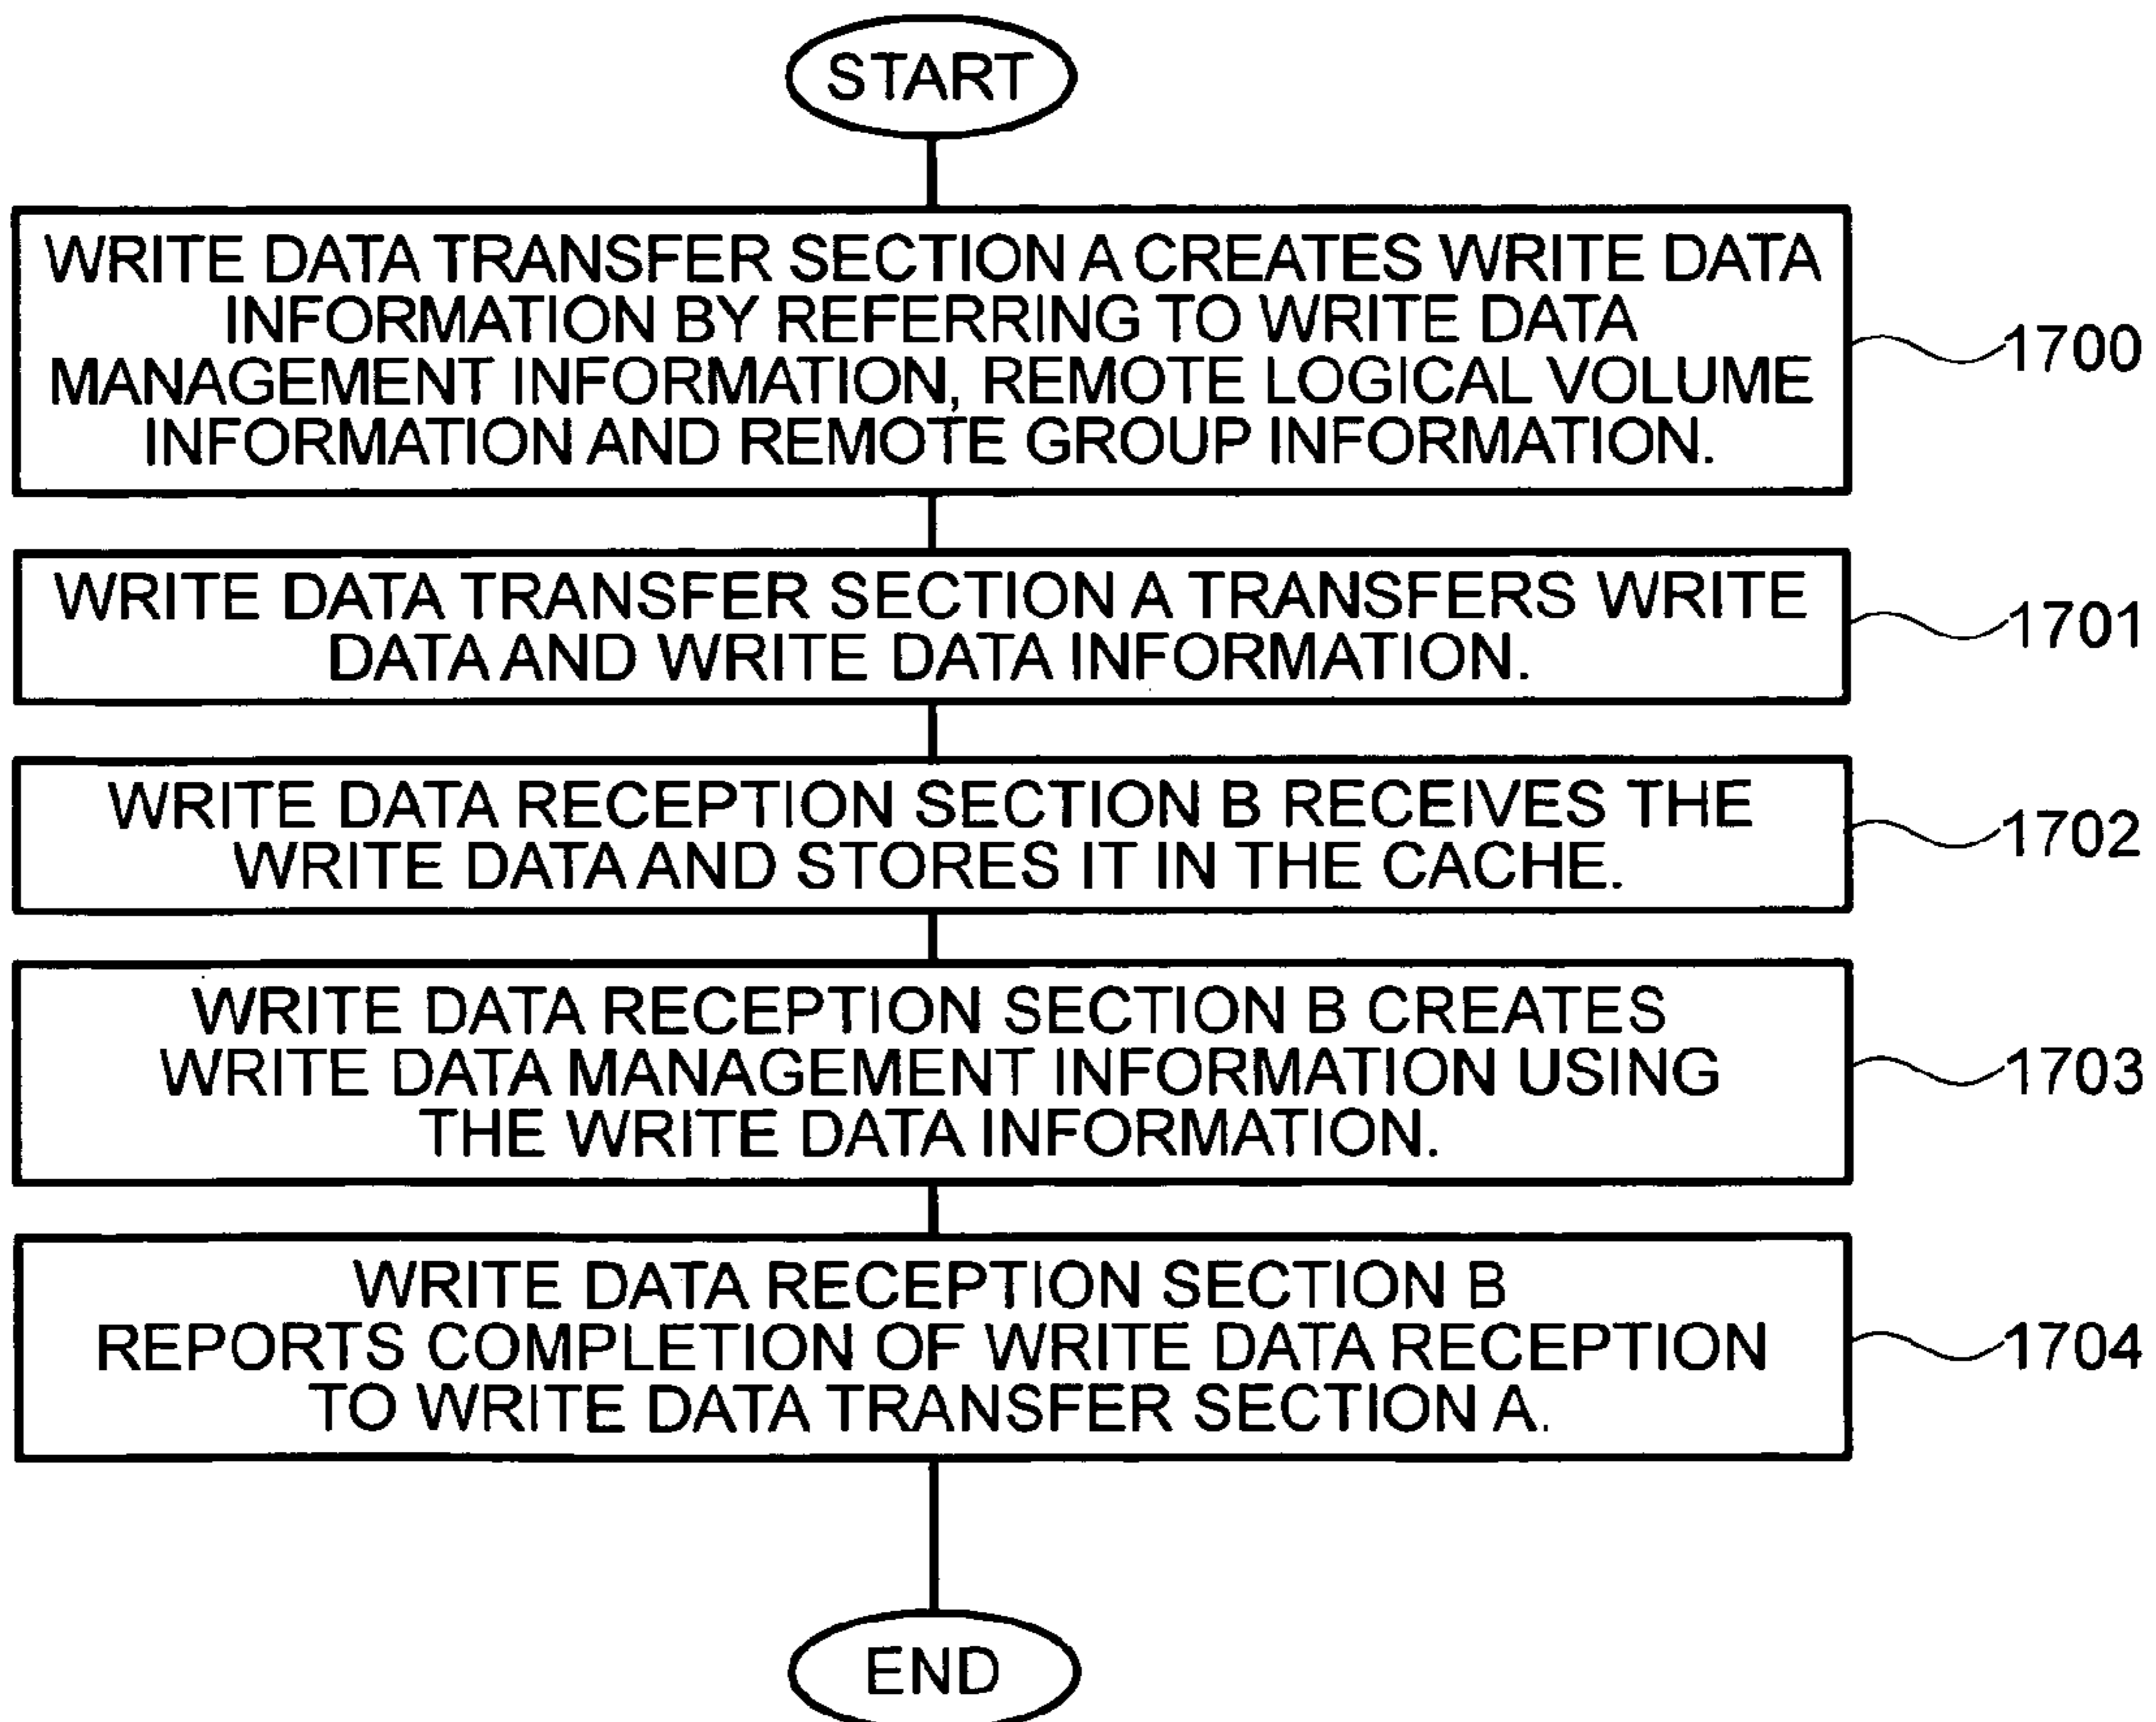 START
WRITE DATA TRANSFER SECTION A CREATES WRITE DATA
INFORMATION BY REFERRING TO WRITE DATA
MANAGEMENT INFORMATION, REMOTE LOGICAL VOLUME
INFORMATION AND REMOTE GROUP INFORMATION.
1700
WRITE DATA TRANSFER SECTION A TRANSFERS WRITE
DATA AND WRITE DATA INFORMATION.
1701
WRITE DATA RECEPTION SECTION B RECEIVES THE
WRITE DATA AND STORES IT IN THE CACHE.
1702
WRITE DATA RECEPTION SECTION B CREATES
WRITE DATA MANAGEMENT INFORMATION USING
THE WRITE DATA INFORMATION.
1703
WRITE DATA RECEPTION SECTION B
REPORTS COMPLETION OF WRITE DATA RECEPTION
TO WRITE DATA TRANSFER SECTION A.
1704
END